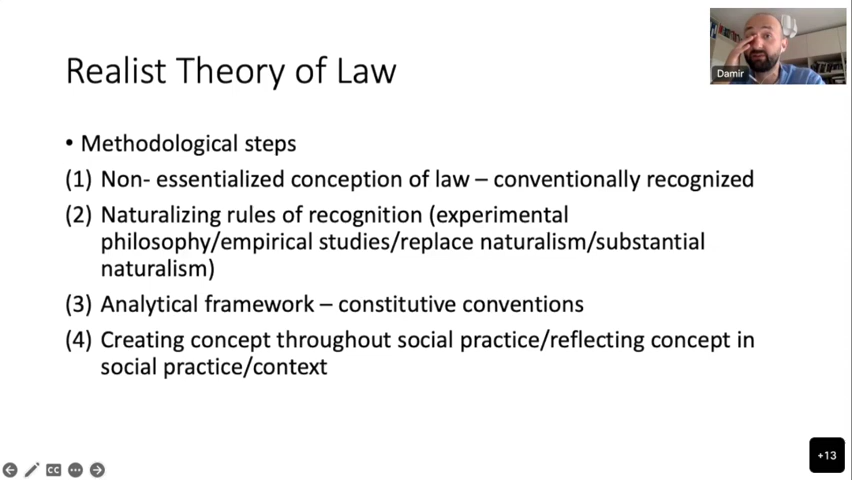 Realist Theory of Law
• Methodological steps
(1) Non- essentialized conception of law – conventionally recognized
(2) Naturalizing rules of recognition (experimental
philosophy/empirical studies/replace naturalism/substantial
naturalism)
(3) Analytical framework – constitutive conventions
(4) Creating concept throughout social practice/reflecting concept in
social practice/context
Damir
CC
+13